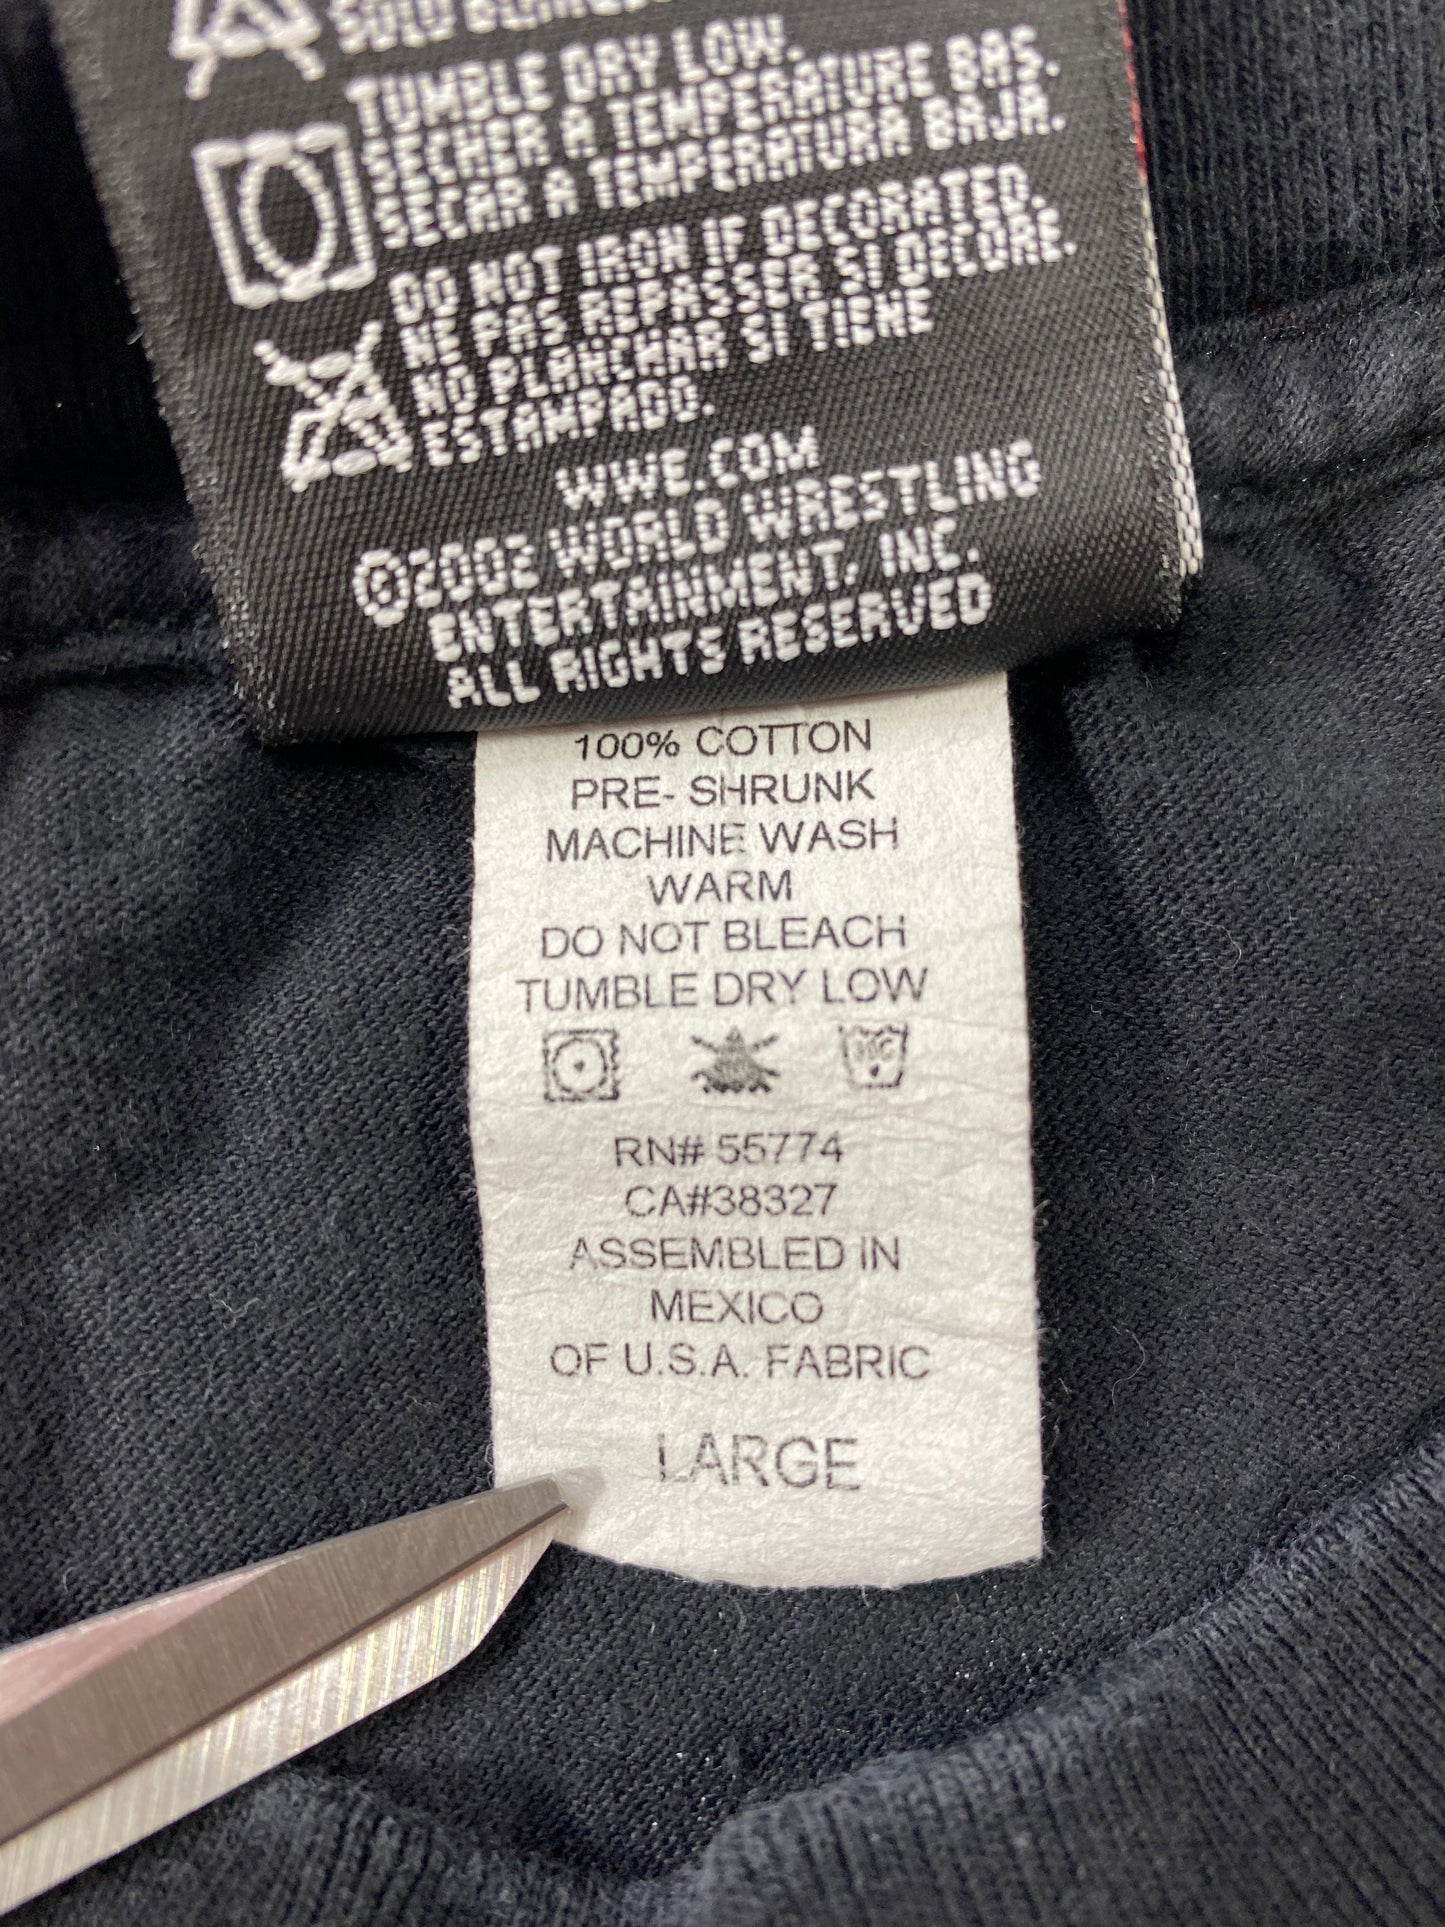 SOLO
TUMBLE DRY LOW.
SECHER A TEMPERATURE BAS.
SECAR A TEMPERATURA BAJA.
DO NOT IRON IF DECORATED.
NE PAS REPASSER SI DECORE.
NO PLANCHAR SI TIENE
ESTAMPADO.
WWE.COM
©2002 WORLD WRESTLING
ENTERTAINMENT, INC.
ALL RIGHTS RESERVED
100% COTTON
PRE- SHRUNK
MACHINE WASH
WARM
DO NOT BLEACH
TUMBLE DRY LOW
RN# 55774
CA#38327
ASSEMBLED IN
MEXICO
OF U.S.A. FABRIC
LARGE